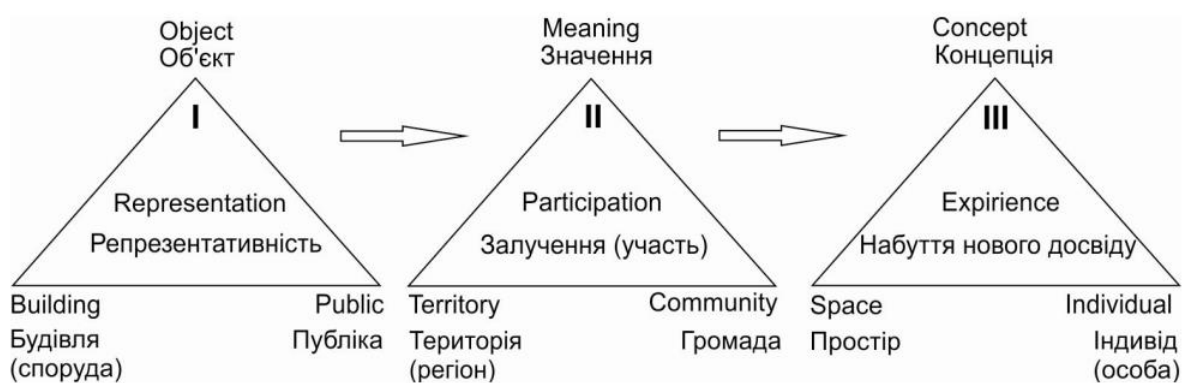 Object
Об'єкт
I
Representation
Репрезентативність
Building
Будівля
(споруда)
Public
Публіка
Meaning
Значення
II
Participation
Залучення (участь)
Territory
Територія
(регіон)
Community
Громада
Concept
Концепція
III
Expirience
Набуття нового досвіду
Space
Простір
Individual
Індивід
(особа)